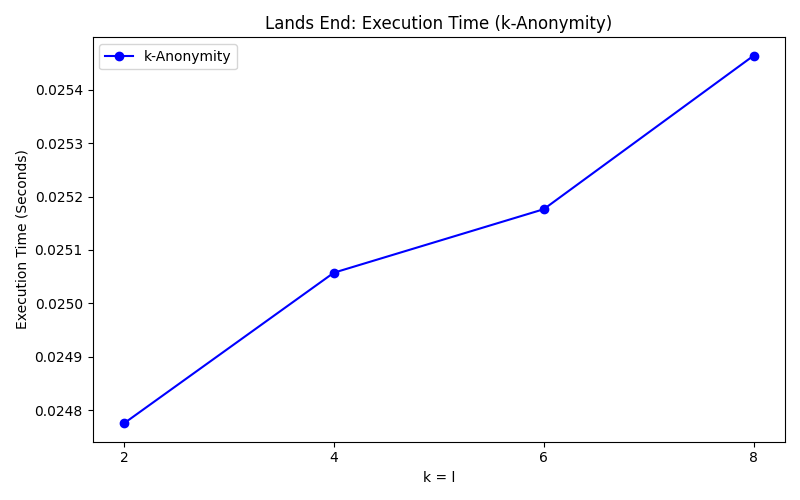 Lands End: Execution Time (k-Anonymity)
k-Anonymity
Execution Time (Seconds)
0.0254
0.0253
0.0252
0.0251
0.0250
0.0249
0.0248
2 4 6 8
k = l